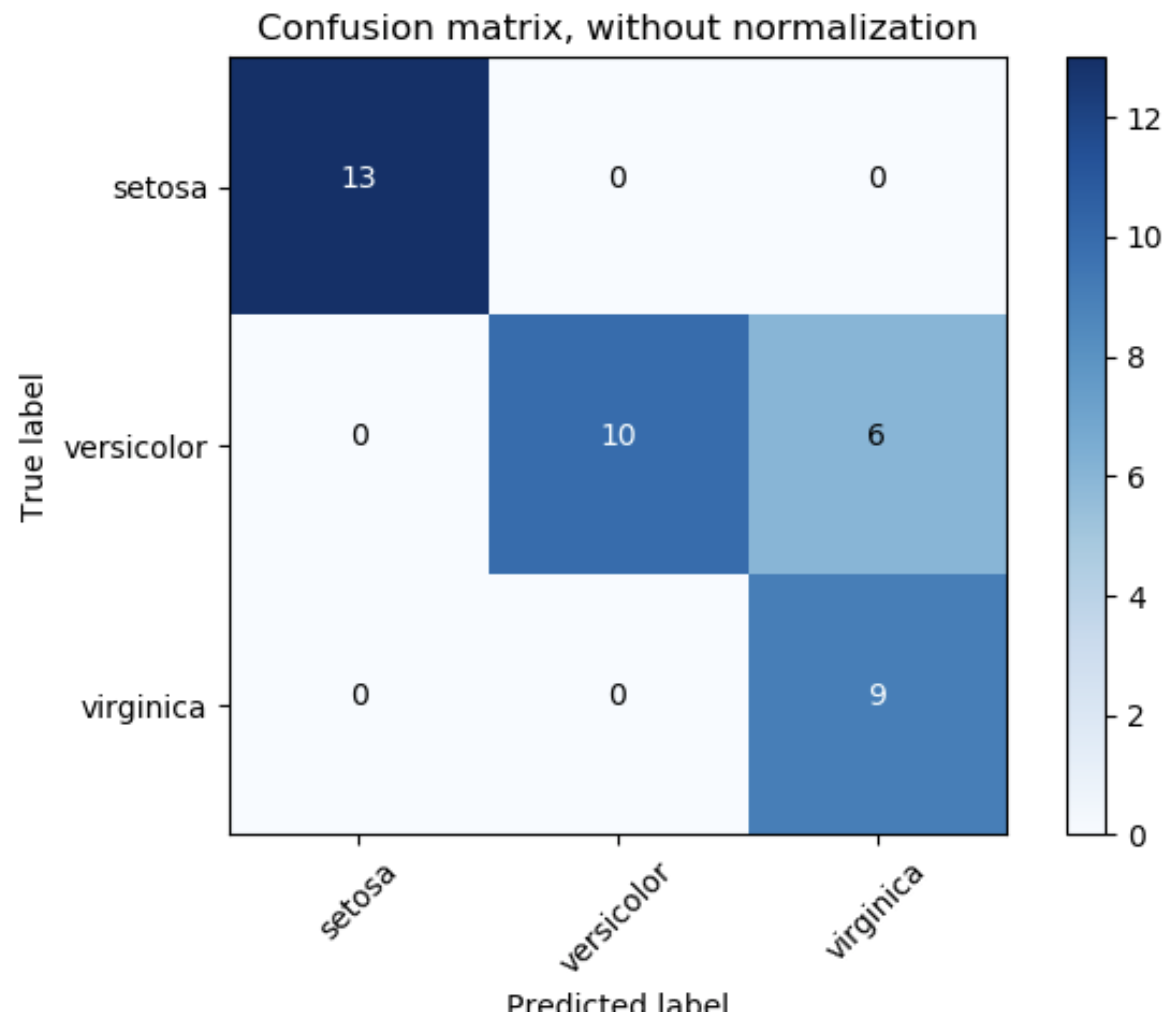 Confusion matrix, without normalization
setosa
13
0
0
versicolor
0
10
6
virginica
0
0
9
True label
setosa
versicolor
virginica
Predicted label
12
10
8
6
4
2
0